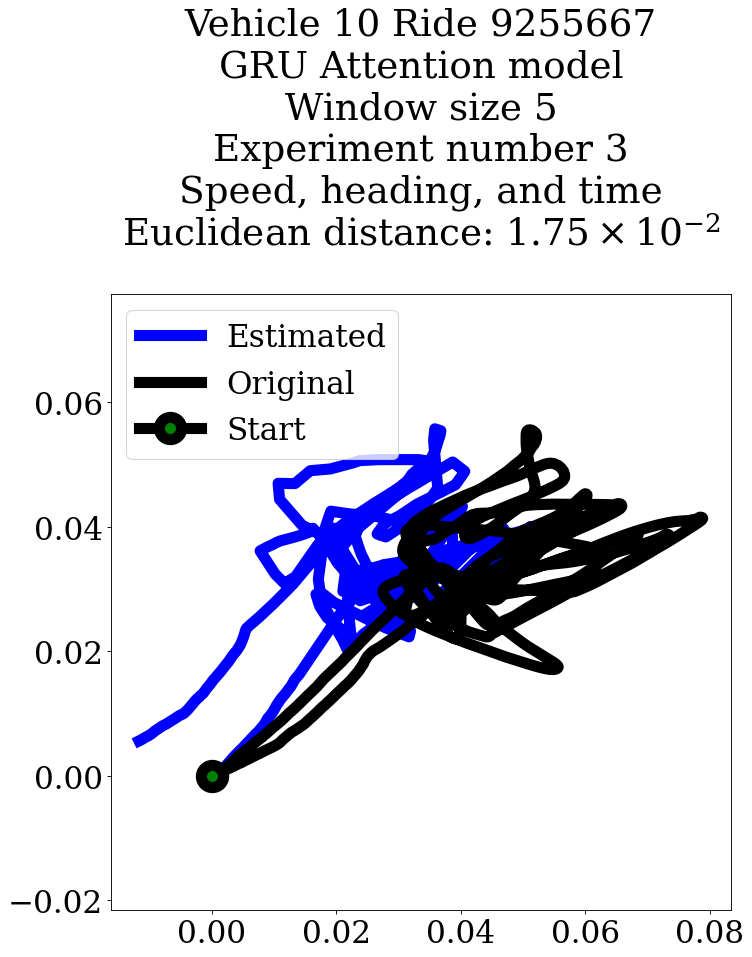 Vehicle 10 Ride 9255667
GRU Attention model
Window size 5
Experiment number 3
Speed, heading, and time
Euclidean distance: 1.75 × 10⁻²
Estimated
Original
Start
0.06
0.04
0.02
0.00
−0.02
0.00 0.02 0.04 0.06 0.08